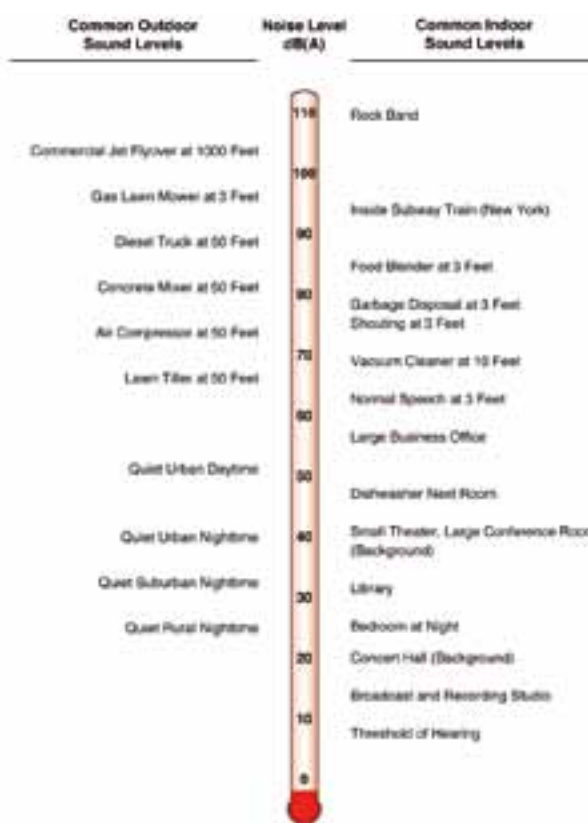 Common Outdoor
Sound Levels
Noise Level
dB(A)
Common Indoor
Sound Levels
110
Rock Band
Commercial Jet Flyover at 1000 Feet
100
Gas Lawn Mower at 3 Feet
Inside Subway Train (New York)
90
Diesel Truck at 50 Feet
Food Blender at 3 Feet
Concrete Mixer at 50 Feet
80
Garbage Disposal at 3 Feet
Shouting at 3 Feet
Air Compressor at 50 Feet
70
Vacuum Cleaner at 10 Feet
Lawn Tiller at 50 Feet
Normal Speech at 3 Feet
60
Large Business Office
Quiet Urban Daytime
50
Dishwasher Next Room
Quiet Urban Nighttime
40
Small Theater, Large Conference Room
(Background)
Quiet Suburban Nighttime
Library
30
Quiet Rural Nighttime
Bedroom at Night
20
Concert Hall (Background)
Broadcast and Recording Studio
10
Threshold of Hearing
0